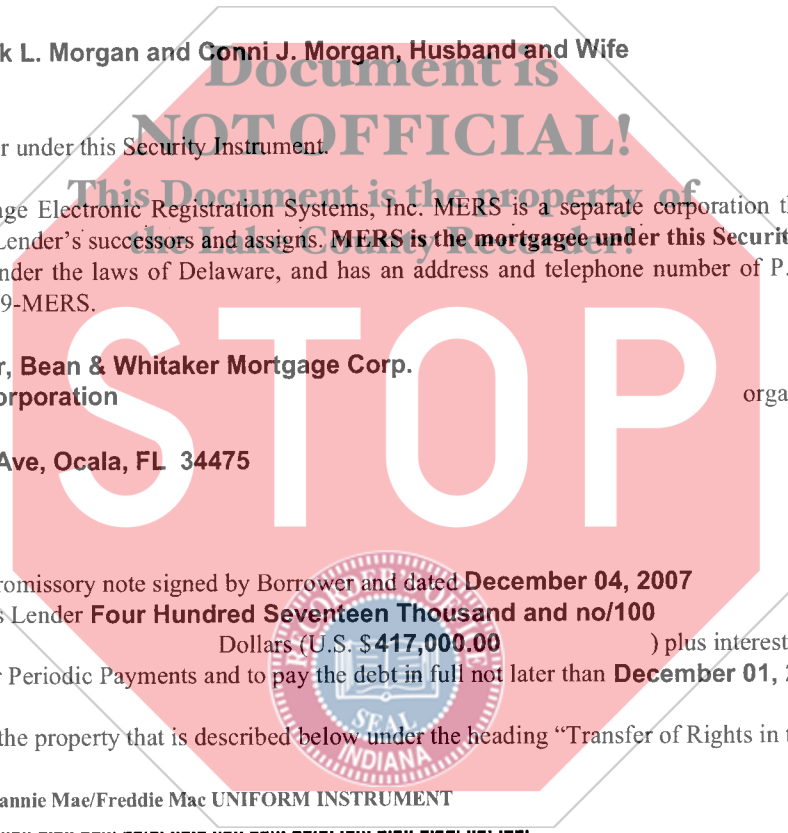 k L. Morgan and Conni J. Morgan, Husband and Wife
Document is
NOT OFFICIAL!
r under this Security Instrument.
This Document is the property of
the Lake County Recorder!
age Electronic Registration Systems, Inc. MERS is a separate corporation
Lender's successors and assigns. MERS is the mortgagee under this Securit
nder the laws of Delaware, and has an address and telephone number of P.
9-MERS.
STOP
r, Bean & Whitaker Mortgage Corp.
orporation orga
Ave, Ocala, FL 34475
romissory note signed by Borrower and dated December 04, 2007
s Lender Four Hundred Seventeen Thousand and no/100
Dollars (U.S. $417,000.00 ) plus interest
r Periodic Payments and to pay the debt in full not later than December 01,
the property that is described below under the heading "Transfer of Rights in
RECORDER OFFICE
SEAL
INDIANA
annie Mae/Freddie Mac UNIFORM INSTRUMENT